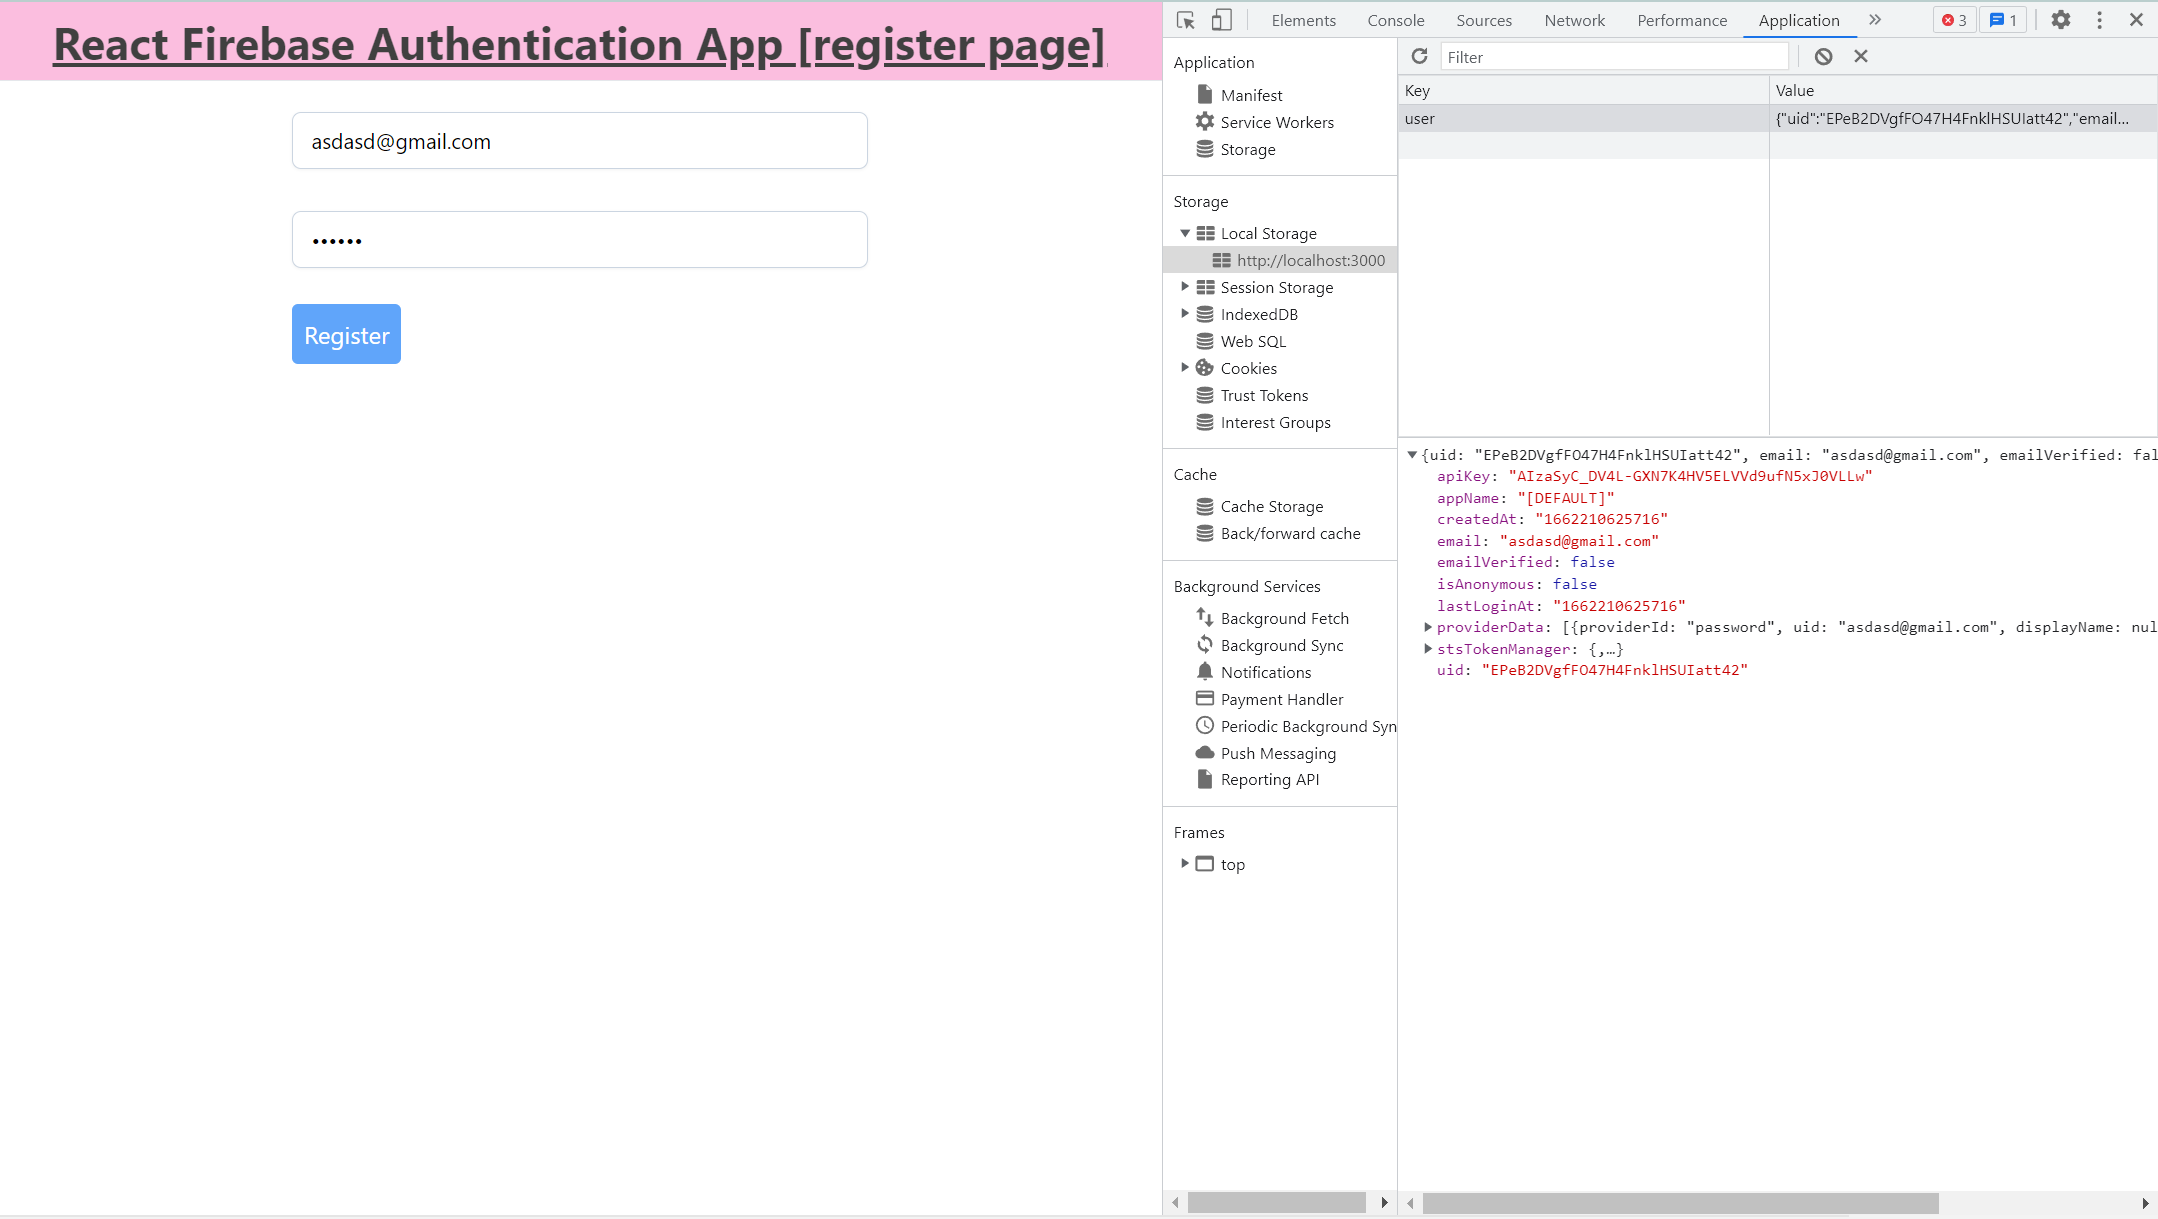 React Firebase Authentication App [register page]
asdasd@gmail.com
••••••
Register
Elements Console Sources Network Performance Application 3 1
Application
Manifest
Service Workers
Storage
Storage
Local Storage
http://localhost:3000
Session Storage
IndexedDB
Web SQL
Cookies
Trust Tokens
Interest Groups
Cache
Cache Storage
Back/forward cache
Background Services
Background Fetch
Background Sync
Notifications
Payment Handler
Periodic Background Syn
Push Messaging
Reporting API
Frames
top
Filter
Key Value
user {"uid":"EPeB2DVgfFO47H4FnklHSUIatt42","email...
{uid: "EPeB2DVgfFO47H4FnklHSUIatt42", email: "asdasd@gmail.com", emailVerified: fal
apiKey: "AIzaSyC_DV4L-GXN7K4HV5ELVVd9ufN5xJ0VLLw"
appName: "[DEFAULT]"
createdAt: "1662210625716"
email: "asdasd@gmail.com"
emailVerified: false
isAnonymous: false
lastLoginAt: "1662210625716"
providerData: [{providerId: "password", uid: "asdasd@gmail.com", displayName: nul
stsTokenManager: {,…}
uid: "EPeB2DVgfFO47H4FnklHSUIatt42"